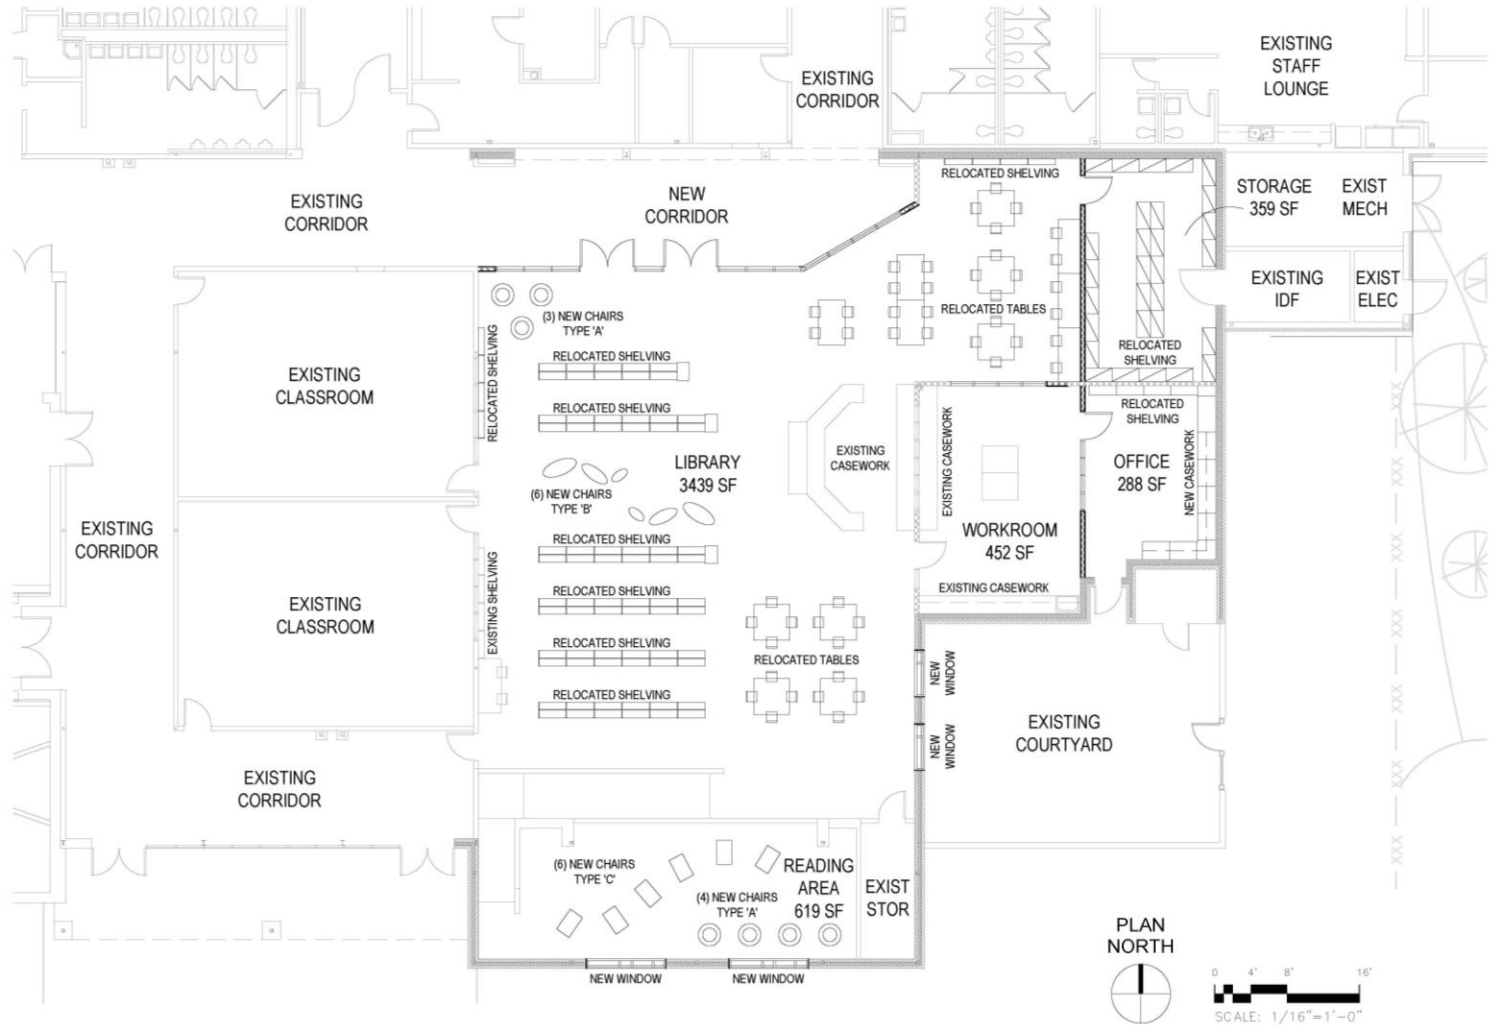 EXISTING
STAFF
LOUNGE
EXISTING
CORRIDOR
RELOCATED SHELVING
EXISTING
CORRIDOR
NEW
CORRIDOR
STORAGE
359 SF
EXIST
MECH
EXISTING
IDF
EXIST
ELEC
(3) NEW CHAIRS
TYPE 'A'
RELOCATED TABLES
RELOCATED SHELVING
RELOCATED
SHELVING
RELOCATED SHELVING
EXISTING
CLASSROOM
RELOCATED SHELVING
RELOCATED
SHELVING
EXISTING
CASEWORK
EXISTING CASEWORK
LIBRARY
3439 SF
OFFICE
288 SF
NEW CASEWORK
(6) NEW CHAIRS
TYPE 'B'
EXISTING
CORRIDOR
WORKROOM
452 SF
RELOCATED SHELVING
EXISTING SHELVING
EXISTING CASEWORK
RELOCATED SHELVING
EXISTING
CLASSROOM
RELOCATED SHELVING
RELOCATED TABLES
NEW
WINDOW
RELOCATED SHELVING
NEW
WINDOW
EXISTING
COURTYARD
EXISTING
CORRIDOR
(6) NEW CHAIRS
TYPE 'C'
READING
AREA
619 SF
(4) NEW CHAIRS
TYPE 'A'
EXIST
STOR
NEW WINDOW
NEW WINDOW
PLAN
NORTH
0 4' 8' 16'
SCALE: 1/16"=1'-0"
XXX
XXX
XXX
XXX
XXX